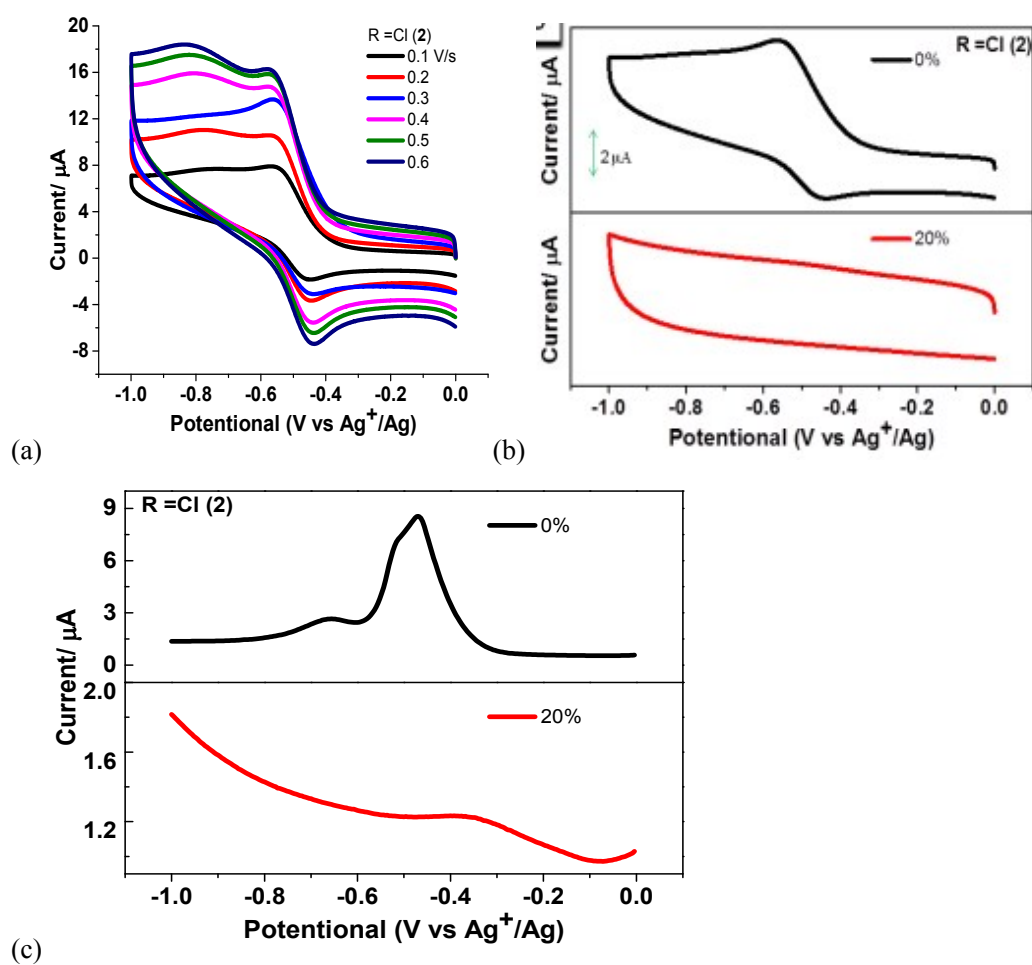 R =Cl (2)
0.1 V/s
0.2
0.3
0.4
0.5
0.6
20
16
12
8
4
0
-4
-8
Current/ µA
-1.0 -0.8 -0.6 -0.4 -0.2 0.0
Potentional (V vs Ag+/Ag)
(a)
R =Cl (2)
0%
Current/ µA
2µA
20%
Current/ µA
-1.0 -0.8 -0.6 -0.4 -0.2 0.0
Potentional (V vs Ag+/Ag)
(b)
R =Cl (2)
0%
9
6
3
0
Current/ µA
20%
2.0
1.6
1.2
-1.0 -0.8 -0.6 -0.4 -0.2 0.0
Potentional (V vs Ag+/Ag)
(c)